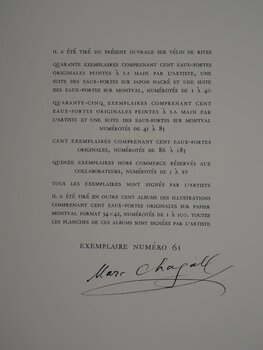 IL A ÉTÉ TIRÉ DU PRÉSENT OUVRAGE SUR VÉLIN DE RIVES
QUARANTE EXEMPLAIRES COMPRENANT CENT EAUX-FORTES
ORIGINALES PEINTES A LA MAIN PAR L'ARTISTE, UNE
SUITE DES EAUX-FORTES SUR JAPON NACRÉ ET UNE SUITE
DES EAUX-FORTES SUR MONTVAL, NUMÉROTÉS DE 1 A 40
QUARANTE-CINQ EXEMPLAIRES COMPRENANT CENT
EAUX-FORTES ORIGINALES PEINTES A LA MAIN PAR
L'ARTISTE ET UNE SUITE DES EAUX-FORTES SUR MONTVAL
NUMÉROTÉS DE 41 A 85
CENT EXEMPLAIRES COMPRENANT CENT EAUX-FORTES
ORIGINALES, NUMÉROTÉS DE 86 A 185
QUINZE EXEMPLAIRES HORS COMMERCE RÉSERVÉS AUX
COLLABORATEURS, NUMÉROTÉS DE I A XV
TOUS LES EXEMPLAIRES SONT SIGNÉS PAR L'ARTISTE
IL A ÉTÉ TIRÉ EN OUTRE CENT ALBUMS DES ILLUSTRATIONS
COMPRENANT CENT EAUX-FORTES ORIGINALES SUR PAPIER
MONTVAL FORMAT 54×42, NUMÉROTÉS DE 1 A 100. TOUTES
LES PLANCHES DE CES ALBUMS SONT SIGNÉES PAR L'ARTISTE
EXEMPLAIRE NUMÉRO 61
Marc Chagall